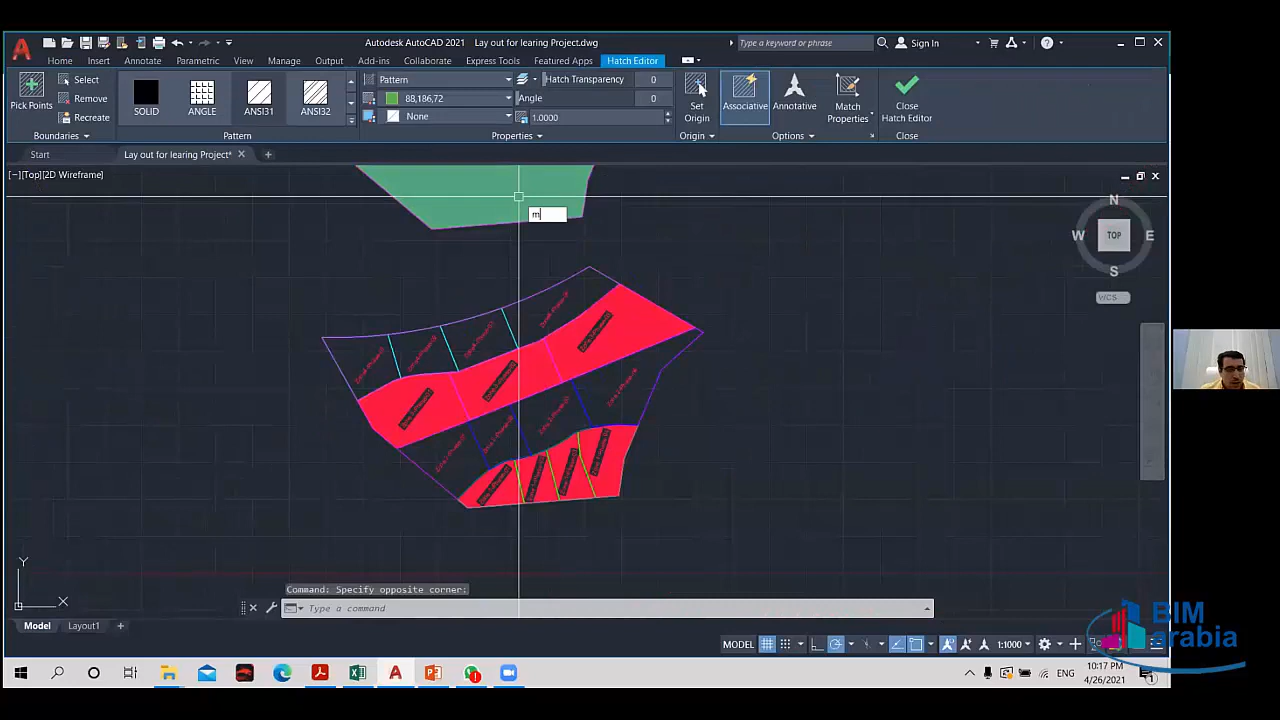 Autodesk AutoCAD 2021 Lay out for learing Project.dwg
Type a keyword or phrase
Sign In
Home Insert Annotate Parametric View Manage Output Add-ins Collaborate Express Tools Featured Apps Hatch Editor
Pick Points
Select
Remove
Recreate
SOLID ANGLE ANSI31 ANSI32
Pattern
88,186,72
None
Hatch Transparency 0
Angle 0
1.0000
Set Origin
Associative
Annotative
Match Properties
Close Hatch Editor
Boundaries Pattern Properties Origin Options Close
Start Lay out for learing Project*
[−][Top][2D Wireframe]
m
N
W TOP E
S
Y
X
Command: Specify opposite corner:
Type a command
Model Layout1
MODEL 1:1000
BIM
arabia
ENG
10:17 PM
4/26/2021